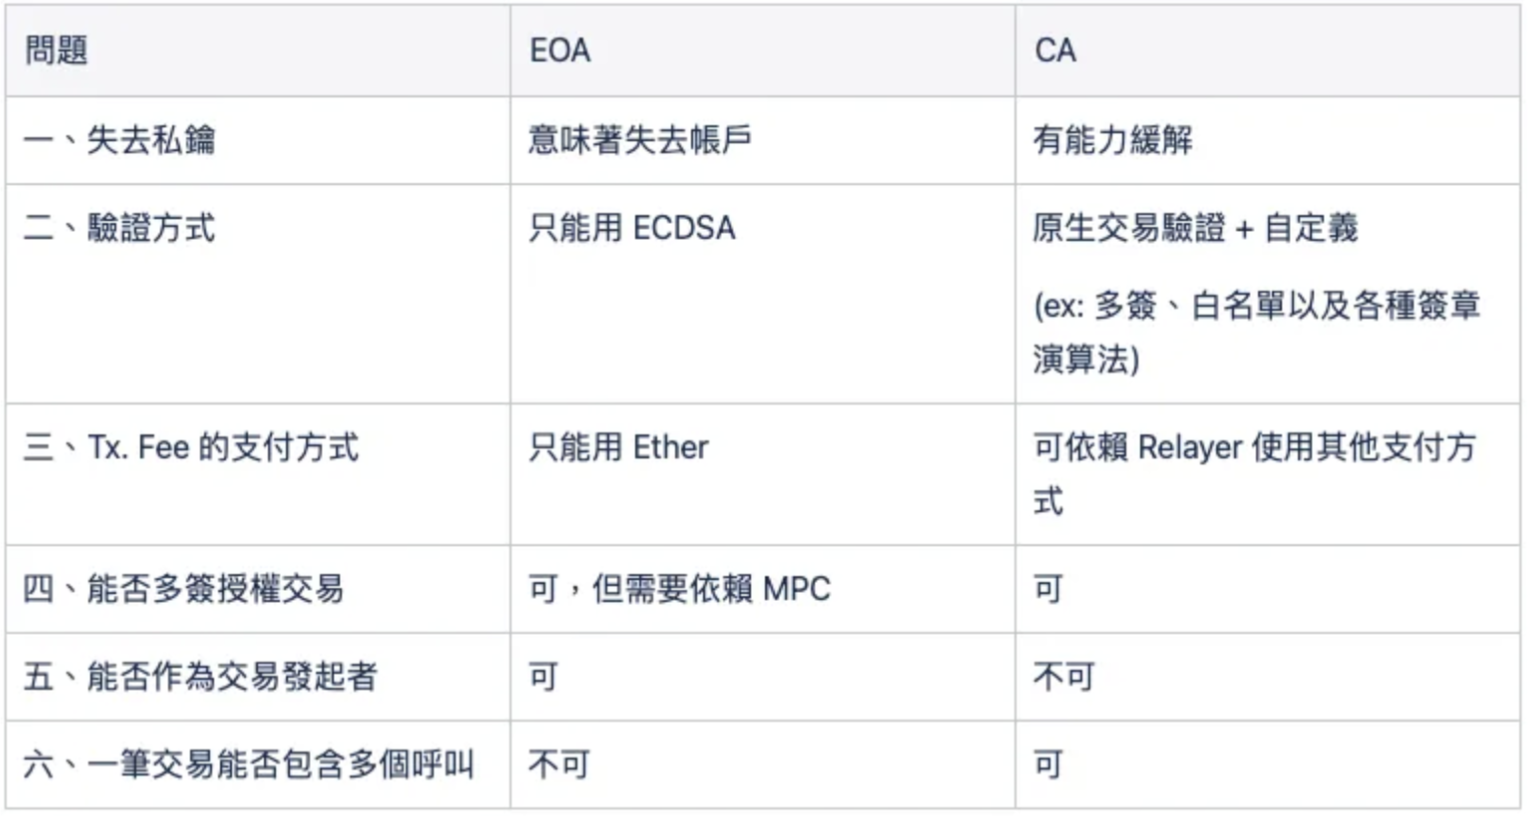 問題 EOA CA
一、失去私鑰 意味著失去帳戶 有能力緩解
二、驗證方式 只能用 ECDSA 原生交易驗證 + 自定義
(ex: 多簽、白名單以及各種簽章
演算法)
三、Tx. Fee 的支付方式 只能用 Ether 可依賴 Relayer 使用其他支付方
式
四、能否多簽授權交易 可，但需要依賴 MPC 可
五、能否作為交易發起者 可 不可
六、一筆交易能否包含多個呼叫 不可 可